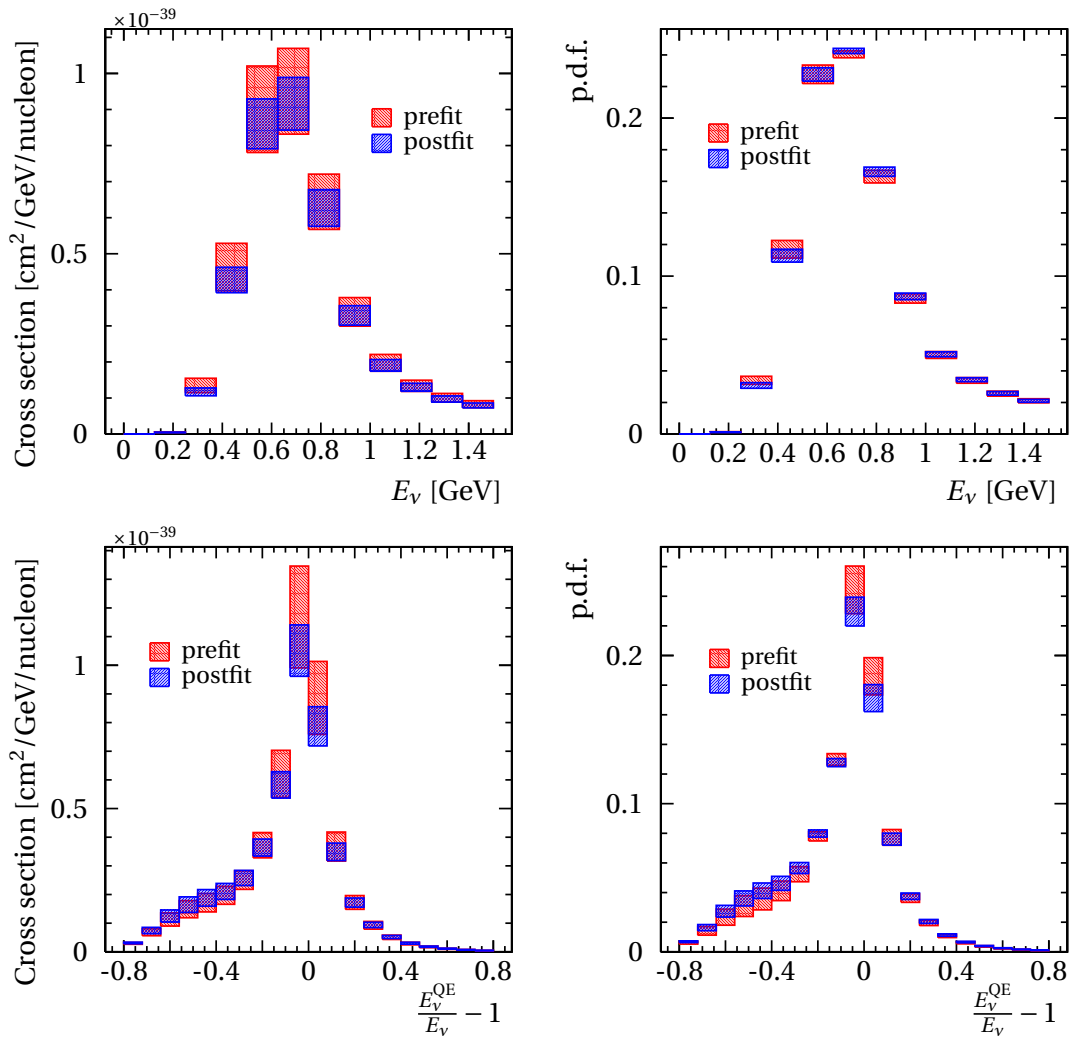 ×10⁻³⁹
Cross section [cm²/GeV/nucleon]
1
0.5
0
prefit
postfit
0 0.2 0.4 0.6 0.8 1 1.2 1.4
E_ν [GeV]
p.d.f.
0.2
0.1
0
prefit
postfit
0 0.2 0.4 0.6 0.8 1 1.2 1.4
E_ν [GeV]
×10⁻³⁹
Cross section [cm²/GeV/nucleon]
1
0.5
0
prefit
postfit
-0.8 -0.4 0 0.4 0.8
E_ν^QE/E_ν − 1
p.d.f.
0.2
0.1
0
prefit
postfit
-0.8 -0.4 0 0.4 0.8
E_ν^QE/E_ν − 1